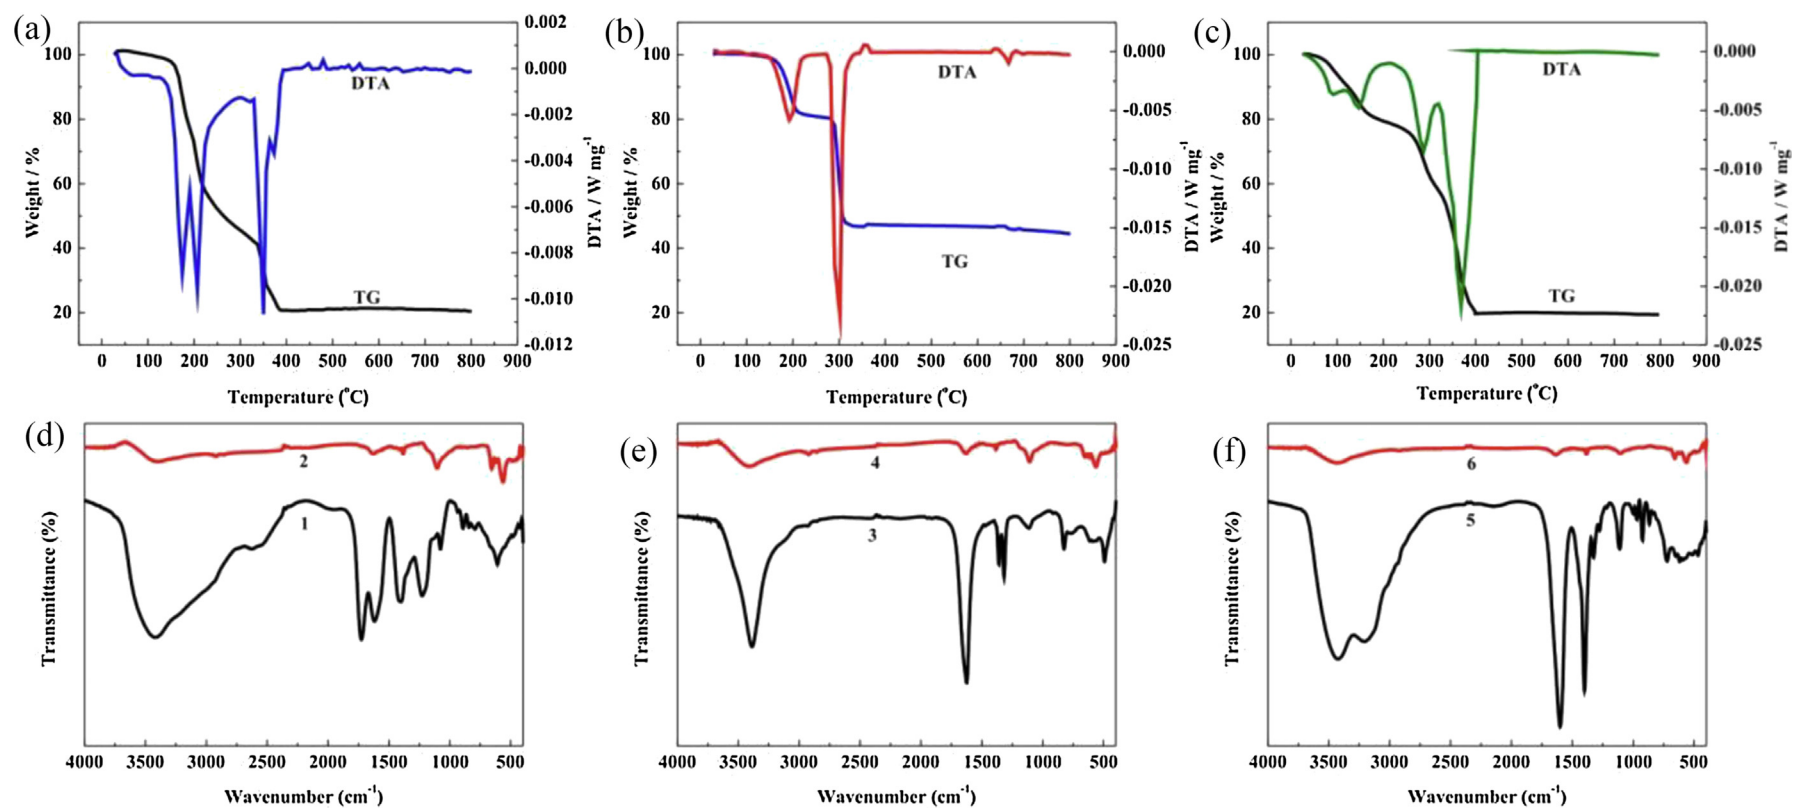 (a)
0.002
0.000
-0.002
-0.004
-0.006
-0.008
-0.010
-0.012
100
80
60
40
20
Weight / %
DTA / W mg⁻¹
DTA
TG
0 100 200 300 400 500 600 700 800 900
Temperature (°C)
(b)
0.000
-0.005
-0.010
-0.015
-0.020
-0.025
100
80
60
40
20
Weight / %
DTA / W mg⁻¹
DTA
TG
0 100 200 300 400 500 600 700 800 900
Temperature (°C)
(c)
0.000
-0.005
-0.010
-0.015
-0.020
-0.025
100
80
60
40
20
Weight / %
DTA / W mg⁻¹
DTA
TG
0 100 200 300 400 500 600 700 800 900
Temperature (°C)
(d)
2
1
Transmittance (%)
4000 3500 3000 2500 2000 1500 1000 500
Wavenumber (cm⁻¹)
(e)
4
3
Transmittance (%)
4000 3500 3000 2500 2000 1500 1000 500
Wavenumber (cm⁻¹)
(f)
6
5
Transmittance (%)
4000 3500 3000 2500 2000 1500 1000 500
Wavenumber (cm⁻¹)